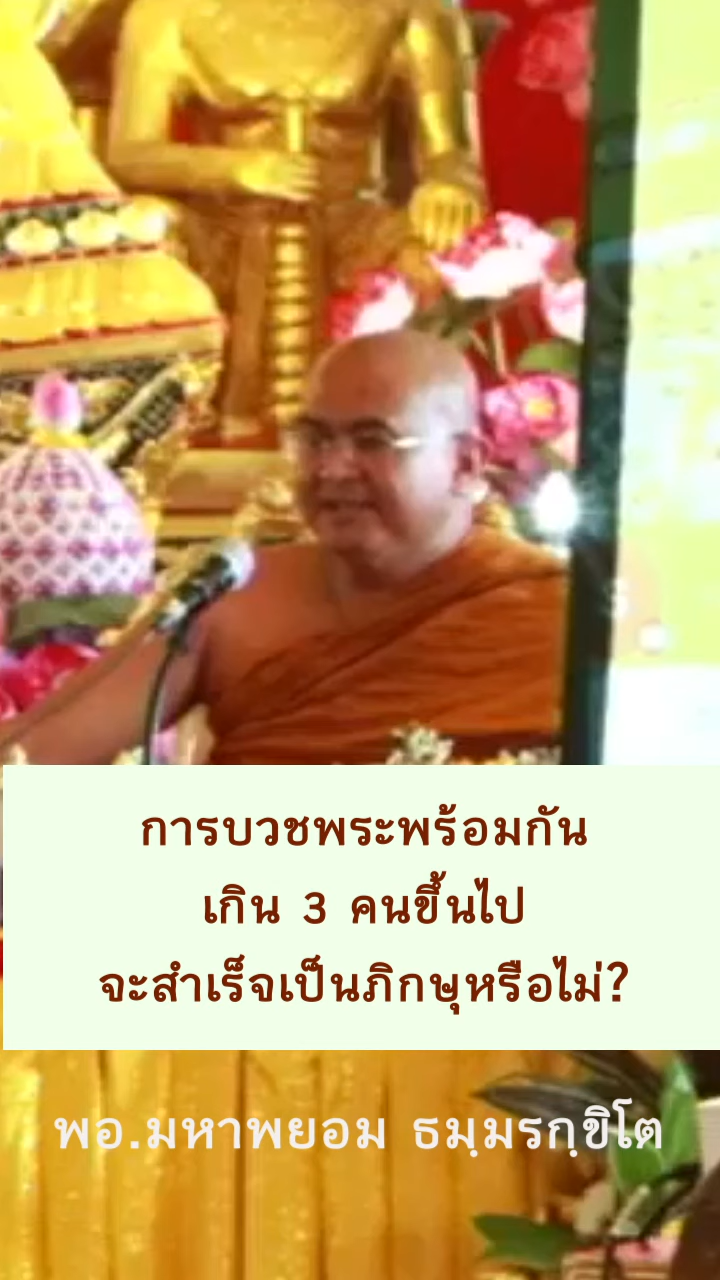 การบวชพระพร้อมกัน
เกิน 3 คนขึ้นไป
จะสำเร็จเป็นภิกษุหรือไม่?
พอ.มหาพยอม ธมฺมรกฺขิโต